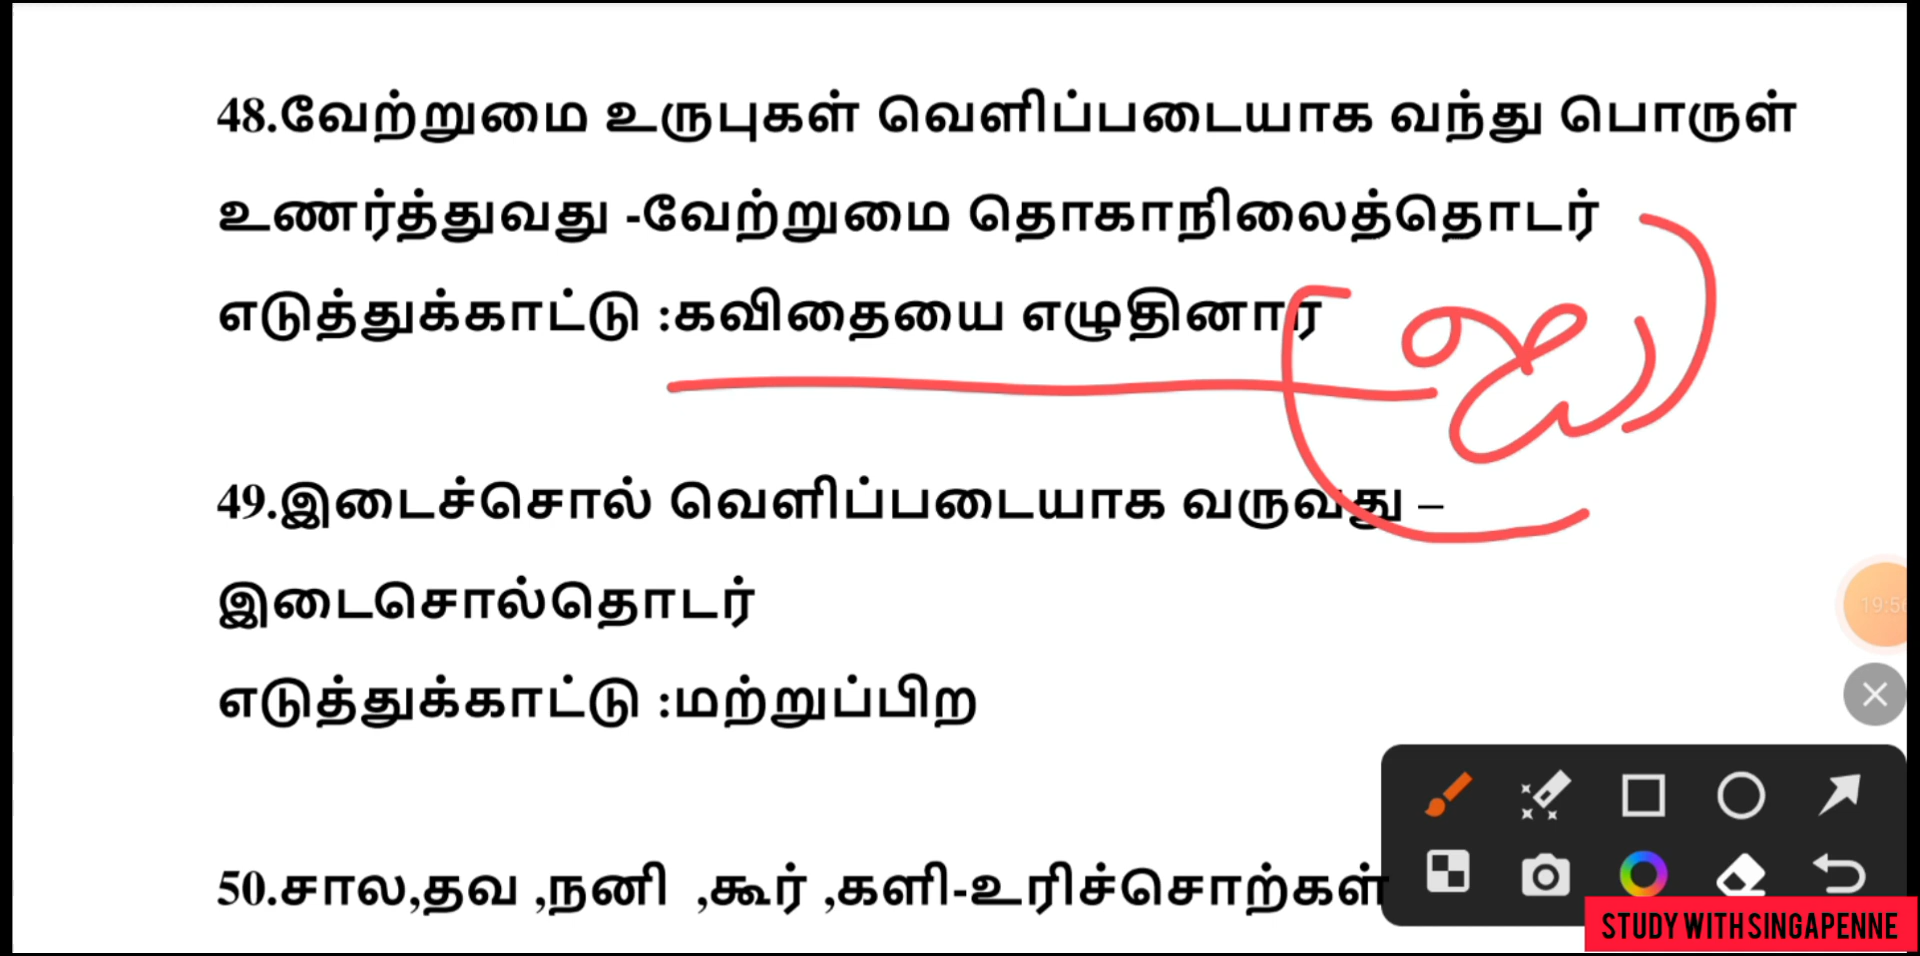 48.வேற்றுமை உருபுகள் வெளிப்படையாக வந்து பொருள்
உணர்த்துவது -வேற்றுமை தொகாநிலைத்தொடர்
எடுத்துக்காட்டு :கவிதையை எழுதினார்
49.இடைச்சொல் வெளிப்படையாக வருவது –
இடைசொல்தொடர்
எடுத்துக்காட்டு :மற்றுப்பிற
50.சால,தவ ,நனி ,கூர் ,களி-உரிச்சொற்கள்
STUDY WITH SINGAPENNE